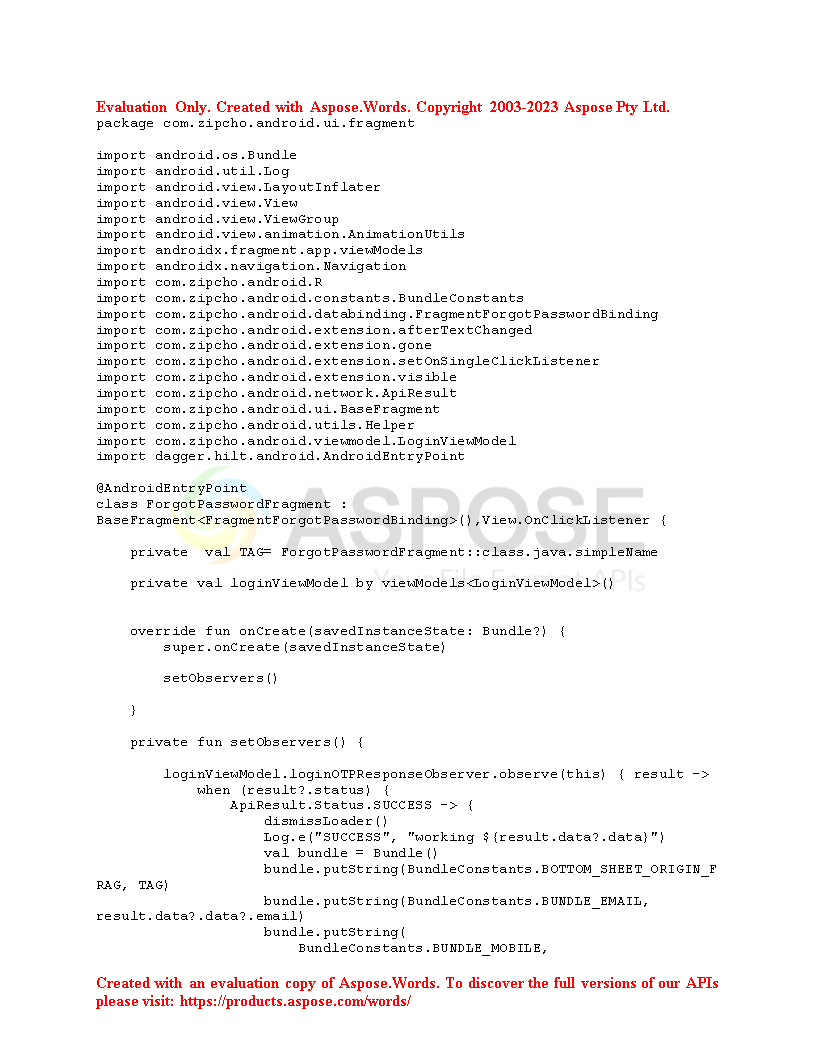 Evaluation Only. Created with Aspose.Words. Copyright 2003-2023 Aspose Pty Ltd.
package com.zipcho.android.ui.fragment
import android.os.Bundle
import android.util.Log
import android.view.LayoutInflater
import android.view.View
import android.view.ViewGroup
import android.view.animation.AnimationUtils
import androidx.fragment.app.viewModels
import androidx.navigation.Navigation
import com.zipcho.android.R
import com.zipcho.android.constants.BundleConstants
import com.zipcho.android.databinding.FragmentForgotPasswordBinding
import com.zipcho.android.extension.afterTextChanged
import com.zipcho.android.extension.gone
import com.zipcho.android.extension.setOnSingleClickListener
import com.zipcho.android.extension.visible
import com.zipcho.android.network.ApiResult
import com.zipcho.android.ui.BaseFragment
import com.zipcho.android.utils.Helper
import com.zipcho.android.viewmodel.LoginViewModel
import dagger.hilt.android.AndroidEntryPoint
@AndroidEntryPoint
class ForgotPasswordFragment :
BaseFragment<FragmentForgotPasswordBinding>(),View.OnClickListener {
ASPOSE
    private  val TAG= ForgotPasswordFragment::class.java.simpleName
    private val loginViewModel by viewModels<LoginViewModel>()
Your File Format APIs
    override fun onCreate(savedInstanceState: Bundle?) {
        super.onCreate(savedInstanceState)
        setObservers()
    }
    private fun setObservers() {
        loginViewModel.loginOTPResponseObserver.observe(this) { result ->
            when (result?.status) {
                ApiResult.Status.SUCCESS -> {
                    dismissLoader()
                    Log.e("SUCCESS", "working ${result.data?.data}")
                    val bundle = Bundle()
                    bundle.putString(BundleConstants.BOTTOM_SHEET_ORIGIN_F
RAG, TAG)
                    bundle.putString(BundleConstants.BUNDLE_EMAIL,
result.data?.data?.email)
                    bundle.putString(
                        BundleConstants.BUNDLE_MOBILE,
Created with an evaluation copy of Aspose.Words. To discover the full versions of our APIs
please visit: https://products.aspose.com/words/